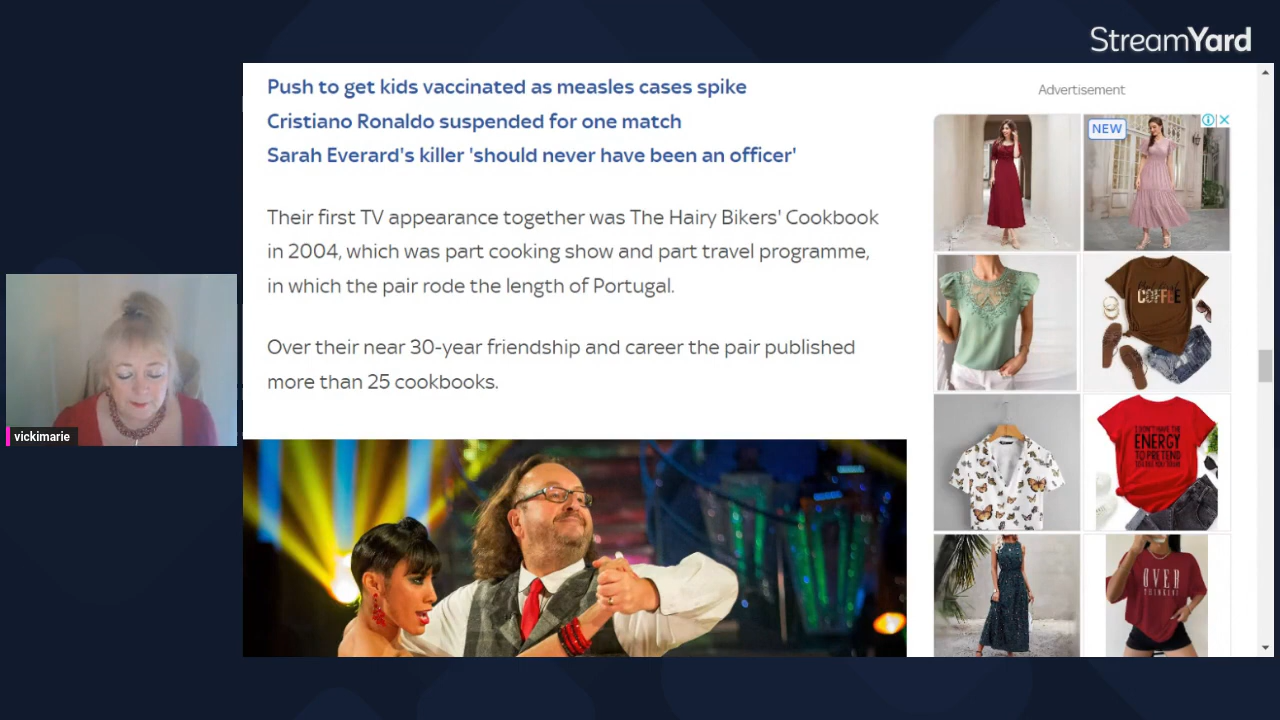 StreamYard
Push to get kids vaccinated as measles cases spike
Cristiano Ronaldo suspended for one match
Sarah Everard's killer 'should never have been an officer'
Their first TV appearance together was The Hairy Bikers' Cookbook
in 2004, which was part cooking show and part travel programme,
in which the pair rode the length of Portugal.
Over their near 30-year friendship and career the pair published
more than 25 cookbooks.
vickimarie
Advertisement
NEW
COFFEE
I DON'T HAVE THE
ENERGY
TO PRETEND
OVER
THINKING